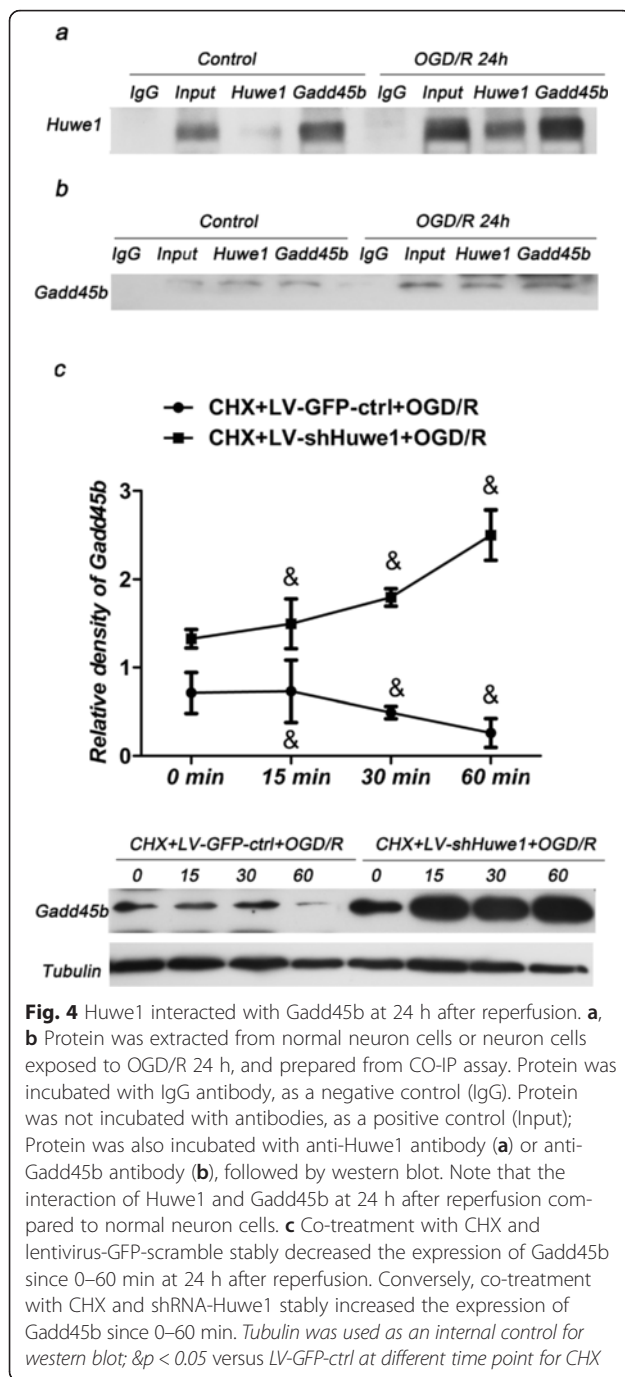 a
Control OGD/R 24h
IgG Input Huwe1 Gadd45b IgG Input Huwe1 Gadd45b
Huwe1
b
Control OGD/R 24h
IgG Input Huwe1 Gadd45b IgG Input Huwe1 Gadd45b
Gadd45b
c
CHX+LV-GFP-ctrl+OGD/R
CHX+LV-shHuwe1+OGD/R
Relative density of Gadd45b
3
2
1
0
& & &
& & &
0 min 15 min 30 min 60 min
CHX+LV-GFP-ctrl+OGD/R CHX+LV-shHuwe1+OGD/R
0 15 30 60 0 15 30 60
Gadd45b
Tubulin
Fig. 4 Huwe1 interacted with Gadd45b at 24 h after reperfusion. a,
b Protein was extracted from normal neuron cells or neuron cells
exposed to OGD/R 24 h, and prepared from CO-IP assay. Protein was
incubated with IgG antibody, as a negative control (IgG). Protein
was not incubated with antibodies, as a positive control (Input);
Protein was also incubated with anti-Huwe1 antibody (a) or anti-
Gadd45b antibody (b), followed by western blot. Note that the
interaction of Huwe1 and Gadd45b at 24 h after reperfusion com-
pared to normal neuron cells. c Co-treatment with CHX and
lentivirus-GFP-scramble stably decreased the expression of Gadd45b
since 0–60 min at 24 h after reperfusion. Conversely, co-treatment
with CHX and shRNA-Huwe1 stably increased the expression of
Gadd45b since 0–60 min. Tubulin was used as an internal control for
western blot; &p < 0.05 versus LV-GFP-ctrl at different time point for CHX